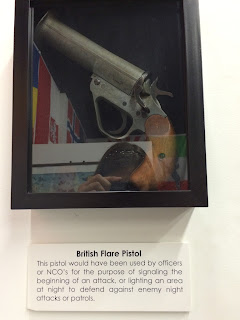 British Flare Pistol
This pistol would have been used by officers
or NCO's for the purpose of signaling the
beginning of an attack, or lighting an area
at night to defend against enemy night
attacks or patrols.